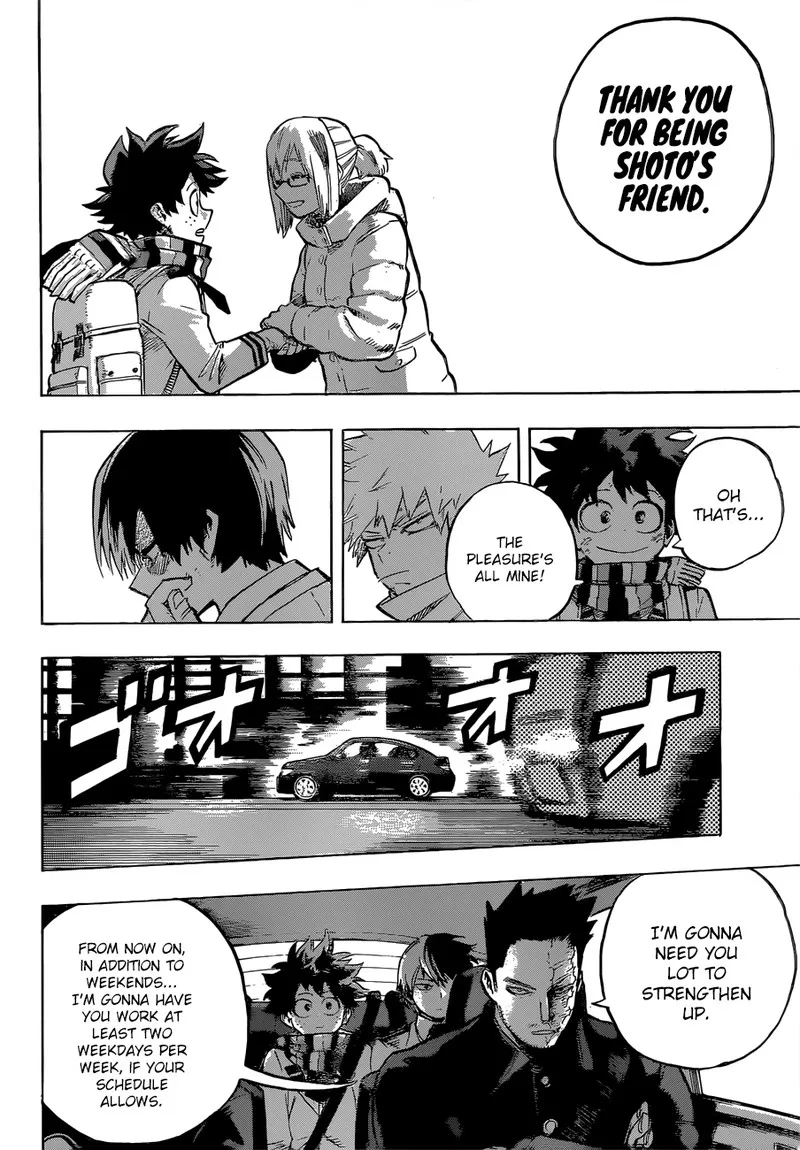 THANK YOU
FOR BEING
SHOTO'S
FRIEND.
OH
THAT'S...
THE
PLEASURE'S
ALL MINE!
ゴオ
オオ
I'M GONNA
NEED YOU
LOT TO
STRENGTHEN
UP.
FROM NOW ON,
IN ADDITION TO
WEEKENDS...
I'M GONNA HAVE
YOU WORK AT
LEAST TWO
WEEKDAYS PER
WEEK, IF YOUR
SCHEDULE
ALLOWS.